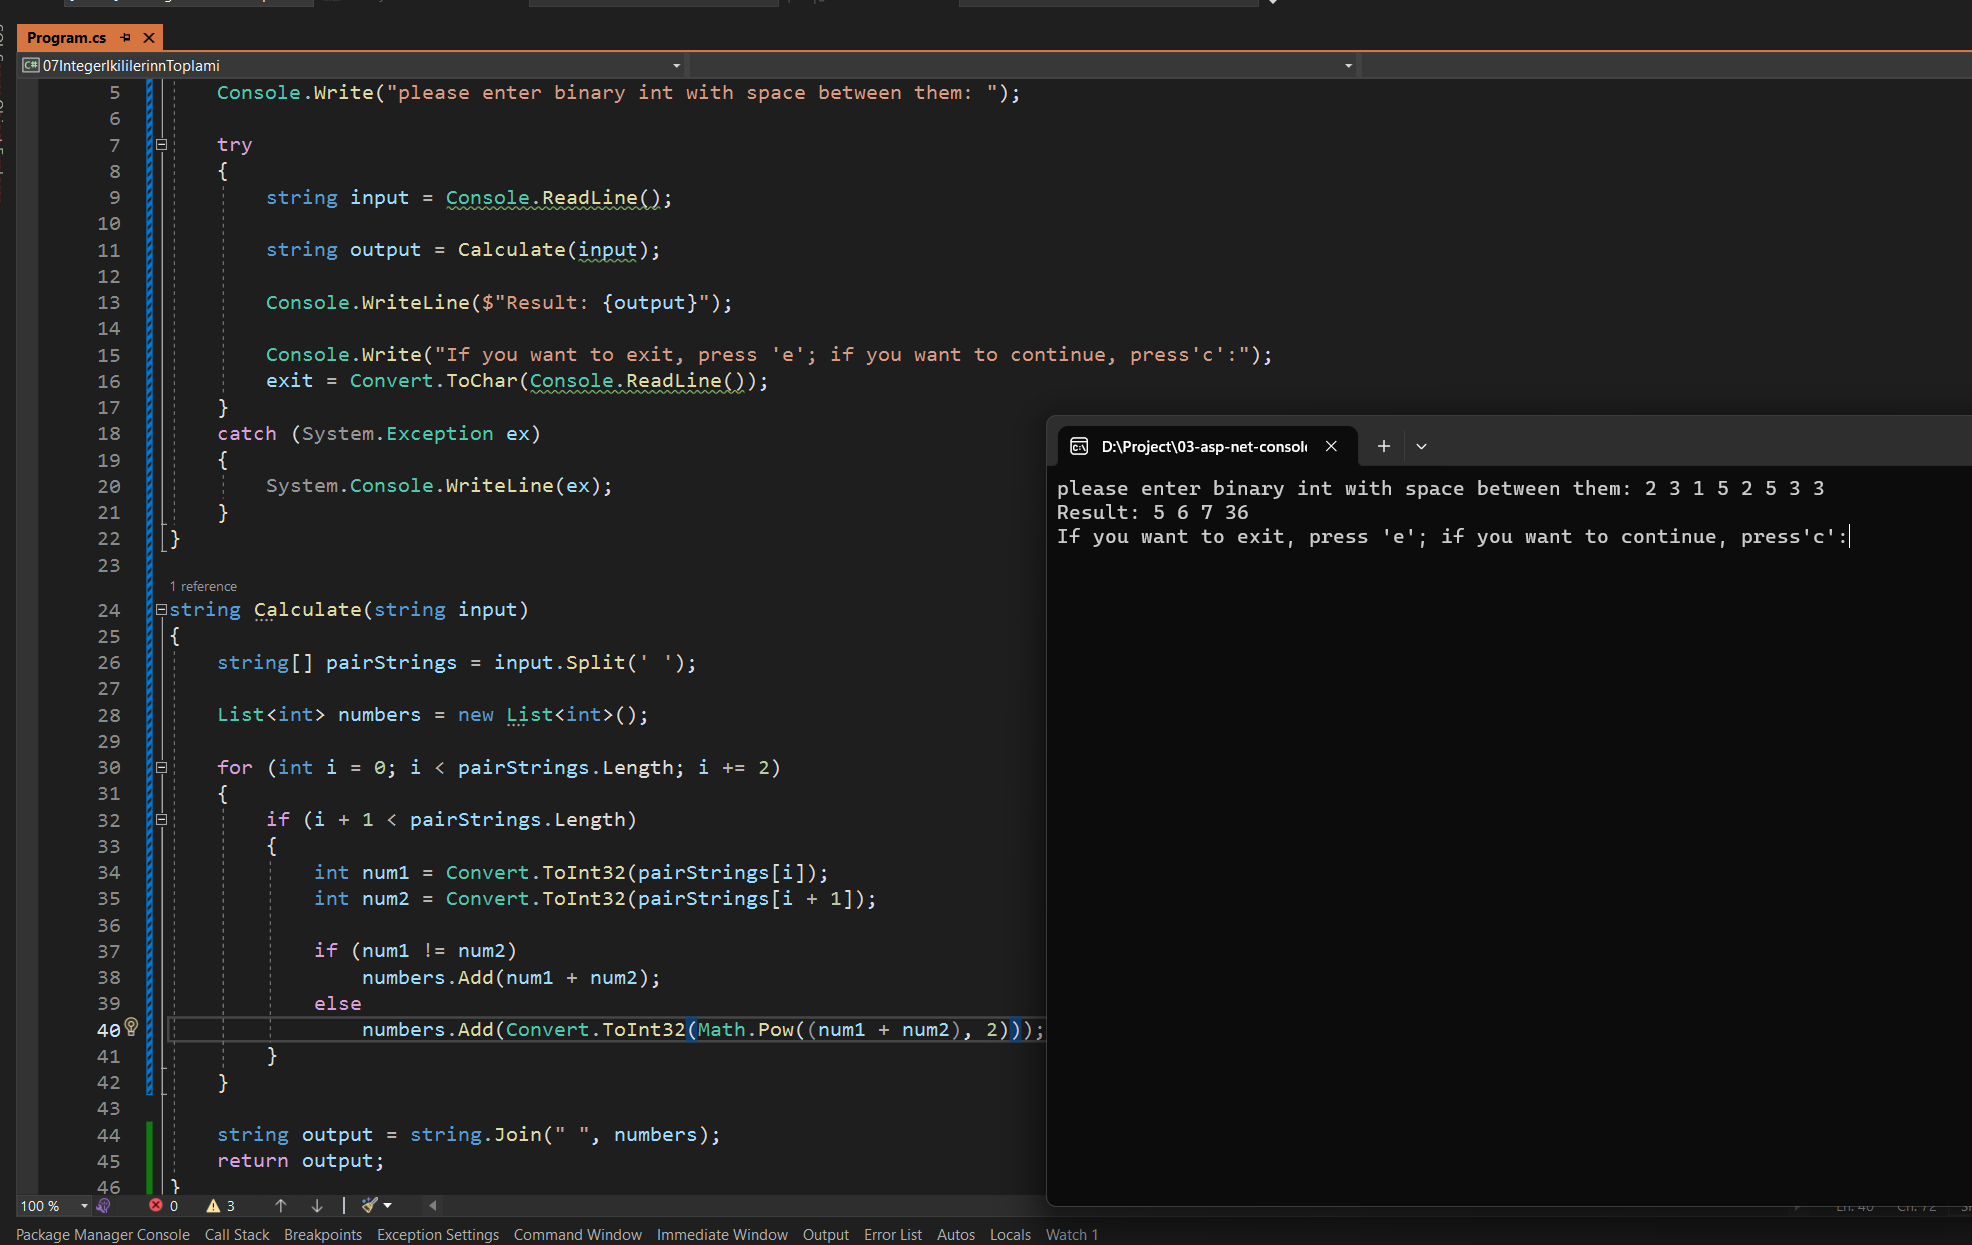 Program.cs
C# 07IntegerIkililerinnToplami
5 Console.Write("please enter binary int with space between them: ");
6
7 try
8 {
9 string input = Console.ReadLine();
10
11 string output = Calculate(input);
12
13 Console.WriteLine($"Result: {output}");
14
15 Console.Write("If you want to exit, press 'e'; if you want to continue, press'c':");
16 exit = Convert.ToChar(Console.ReadLine());
17 }
18 catch (System.Exception ex)
19 {
20 System.Console.WriteLine(ex);
21 }
22 }
23
1 reference
24 string Calculate(string input)
25 {
26 string[] pairStrings = input.Split(' ');
27
28 List<int> numbers = new List<int>();
29
30 for (int i = 0; i < pairStrings.Length; i += 2)
31 {
32 if (i + 1 < pairStrings.Length)
33 {
34 int num1 = Convert.ToInt32(pairStrings[i]);
35 int num2 = Convert.ToInt32(pairStrings[i + 1]);
36
37 if (num1 != num2)
38 numbers.Add(num1 + num2);
39 else
40 numbers.Add(Convert.ToInt32(Math.Pow((num1 + num2), 2)));
41 }
42 }
43
44 string output = string.Join(" ", numbers);
45 return output;
46 }
D:\Project\03-asp-net-consol
please enter binary int with space between them: 2 3 1 5 2 5 3 3
Result: 5 6 7 36
If you want to exit, press 'e'; if you want to continue, press'c':
100 % 0 3
Ln: 40 Ch: 72
Package Manager Console Call Stack Breakpoints Exception Settings Command Window Immediate Window Output Error List Autos Locals Watch 1